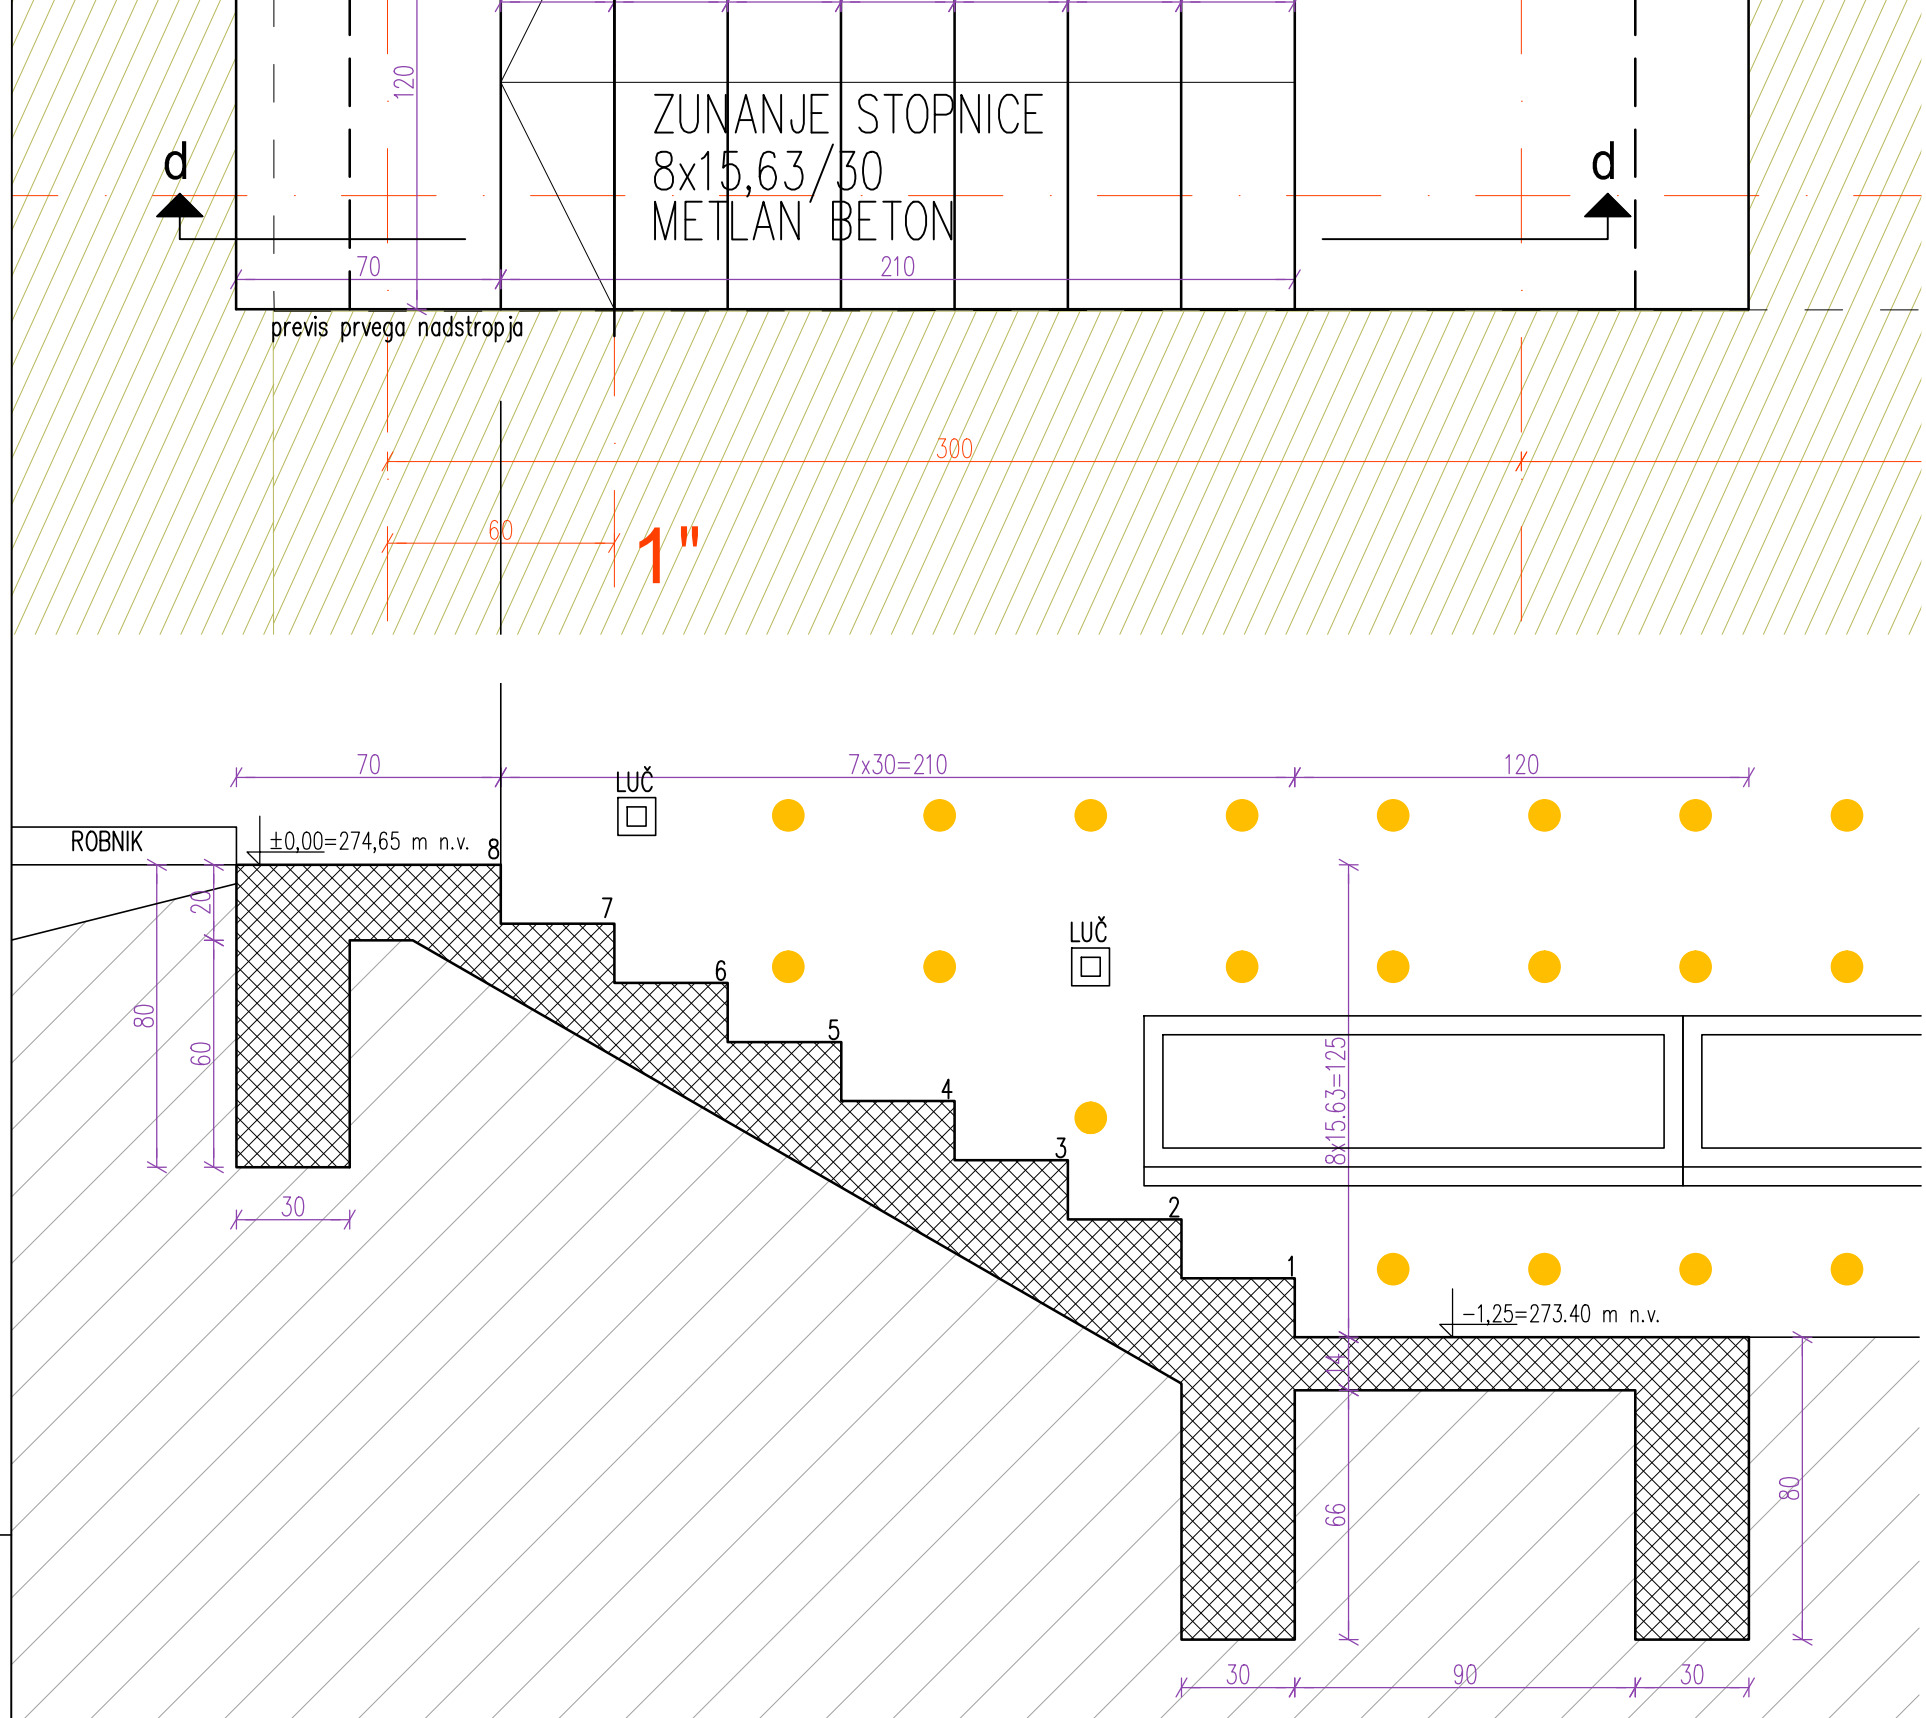 120
ZUNANJE STOPNICE
8x15,63/30
METLAN BETON
d
d
70
210
previs prvega nadstropja
300
60
1"
70
7x30=210
120
LUČ
ROBNIK
±0,00=274,65 m n.v.
8
7
20
LUČ
6
80
60
5
8x15.63=125
4
3
30
2
1
-1,25=273.40 m n.v.
14
66
80
30
90
30